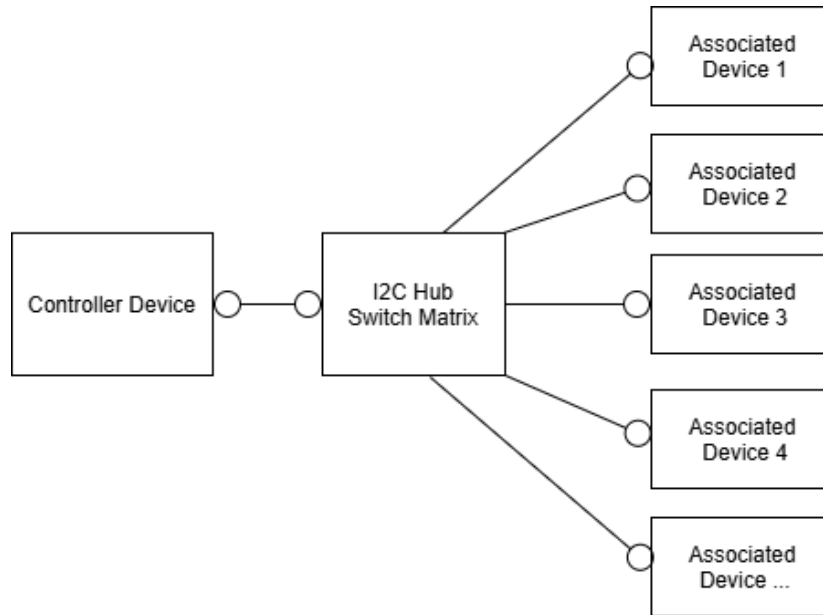 Associated
Device 1
Associated
Device 2
Controller Device
I2C Hub
Switch Matrix
Associated
Device 3
Associated
Device 4
Associated
Device ...